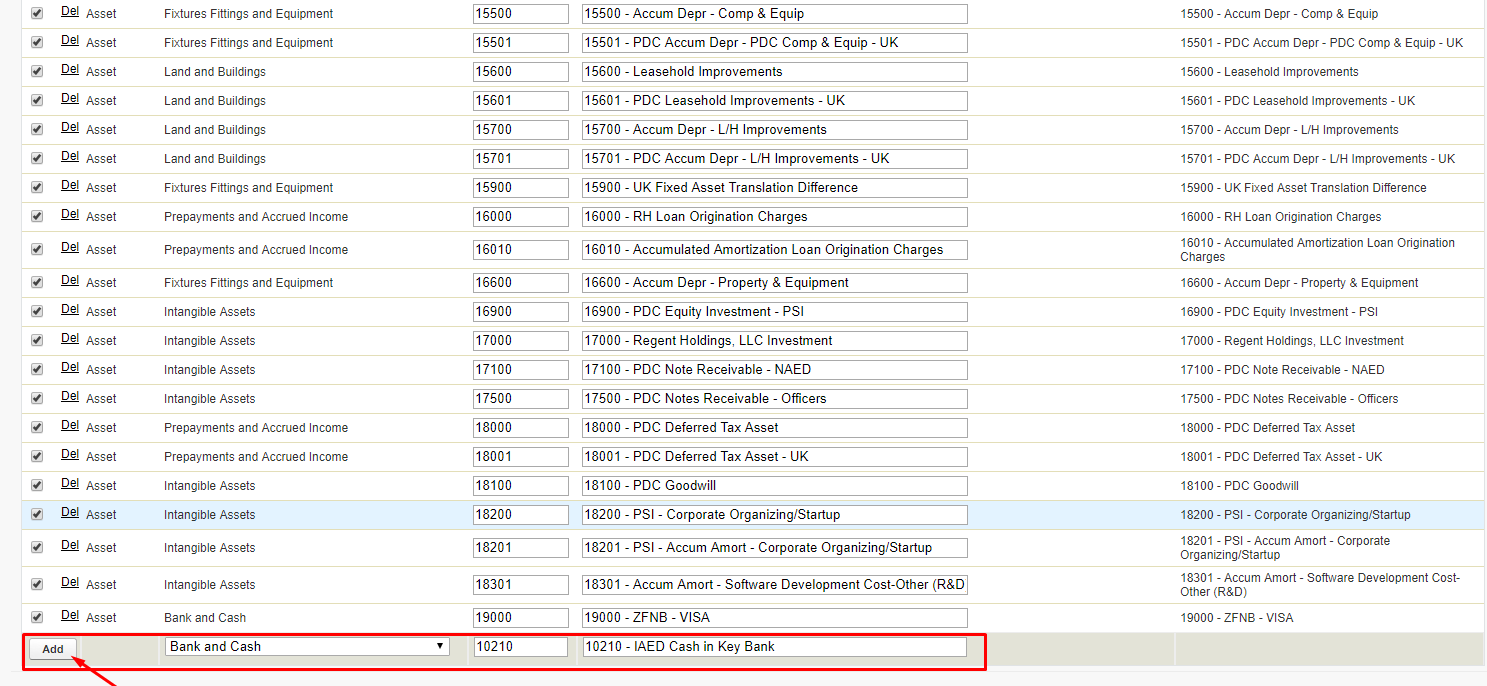 Del Asset Fixtures Fittings and Equipment 15500 15500 - Accum Depr - Comp & Equip 15500 - Accum Depr - Comp & Equip
Del Asset Fixtures Fittings and Equipment 15501 15501 - PDC Accum Depr - PDC Comp & Equip - UK 15501 - PDC Accum Depr - PDC Comp & Equip - UK
Del Asset Land and Buildings 15600 15600 - Leasehold Improvements 15600 - Leasehold Improvements
Del Asset Land and Buildings 15601 15601 - PDC Leasehold Improvements - UK 15601 - PDC Leasehold Improvements - UK
Del Asset Land and Buildings 15700 15700 - Accum Depr - L/H Improvements 15700 - Accum Depr - L/H Improvements
Del Asset Land and Buildings 15701 15701 - PDC Accum Depr - L/H Improvements - UK 15701 - PDC Accum Depr - L/H Improvements - UK
Del Asset Fixtures Fittings and Equipment 15900 15900 - UK Fixed Asset Translation Difference 15900 - UK Fixed Asset Translation Difference
Del Asset Prepayments and Accrued Income 16000 16000 - RH Loan Origination Charges 16000 - RH Loan Origination Charges
Del Asset Prepayments and Accrued Income 16010 16010 - Accumulated Amortization Loan Origination Charges 16010 - Accumulated Amortization Loan Origination
Charges
Del Asset Fixtures Fittings and Equipment 16600 16600 - Accum Depr - Property & Equipment 16600 - Accum Depr - Property & Equipment
Del Asset Intangible Assets 16900 16900 - PDC Equity Investment - PSI 16900 - PDC Equity Investment - PSI
Del Asset Intangible Assets 17000 17000 - Regent Holdings, LLC Investment 17000 - Regent Holdings, LLC Investment
Del Asset Intangible Assets 17100 17100 - PDC Note Receivable - NAED 17100 - PDC Note Receivable - NAED
Del Asset Intangible Assets 17500 17500 - PDC Notes Receivable - Officers 17500 - PDC Notes Receivable - Officers
Del Asset Prepayments and Accrued Income 18000 18000 - PDC Deferred Tax Asset 18000 - PDC Deferred Tax Asset
Del Asset Prepayments and Accrued Income 18001 18001 - PDC Deferred Tax Asset - UK 18001 - PDC Deferred Tax Asset - UK
Del Asset Intangible Assets 18100 18100 - PDC Goodwill 18100 - PDC Goodwill
Del Asset Intangible Assets 18200 18200 - PSI - Corporate Organizing/Startup 18200 - PSI - Corporate Organizing/Startup
Del Asset Intangible Assets 18201 18201 - PSI - Accum Amort - Corporate Organizing/Startup 18201 - PSI - Accum Amort - Corporate
Organizing/Startup
Del Asset Intangible Assets 18301 18301 - Accum Amort - Software Development Cost-Other (R&D 18301 - Accum Amort - Software Development Cost-
Other (R&D)
Del Asset Bank and Cash 19000 19000 - ZFNB - VISA 19000 - ZFNB - VISA
Add Bank and Cash 10210 10210 - IAED Cash in Key Bank